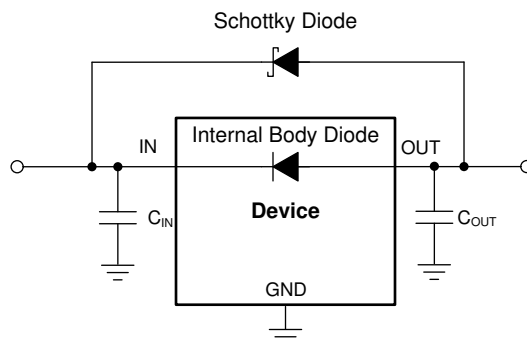 Schottky Diode
Internal Body Diode
IN
OUT
Device
CIN
COUT
GND